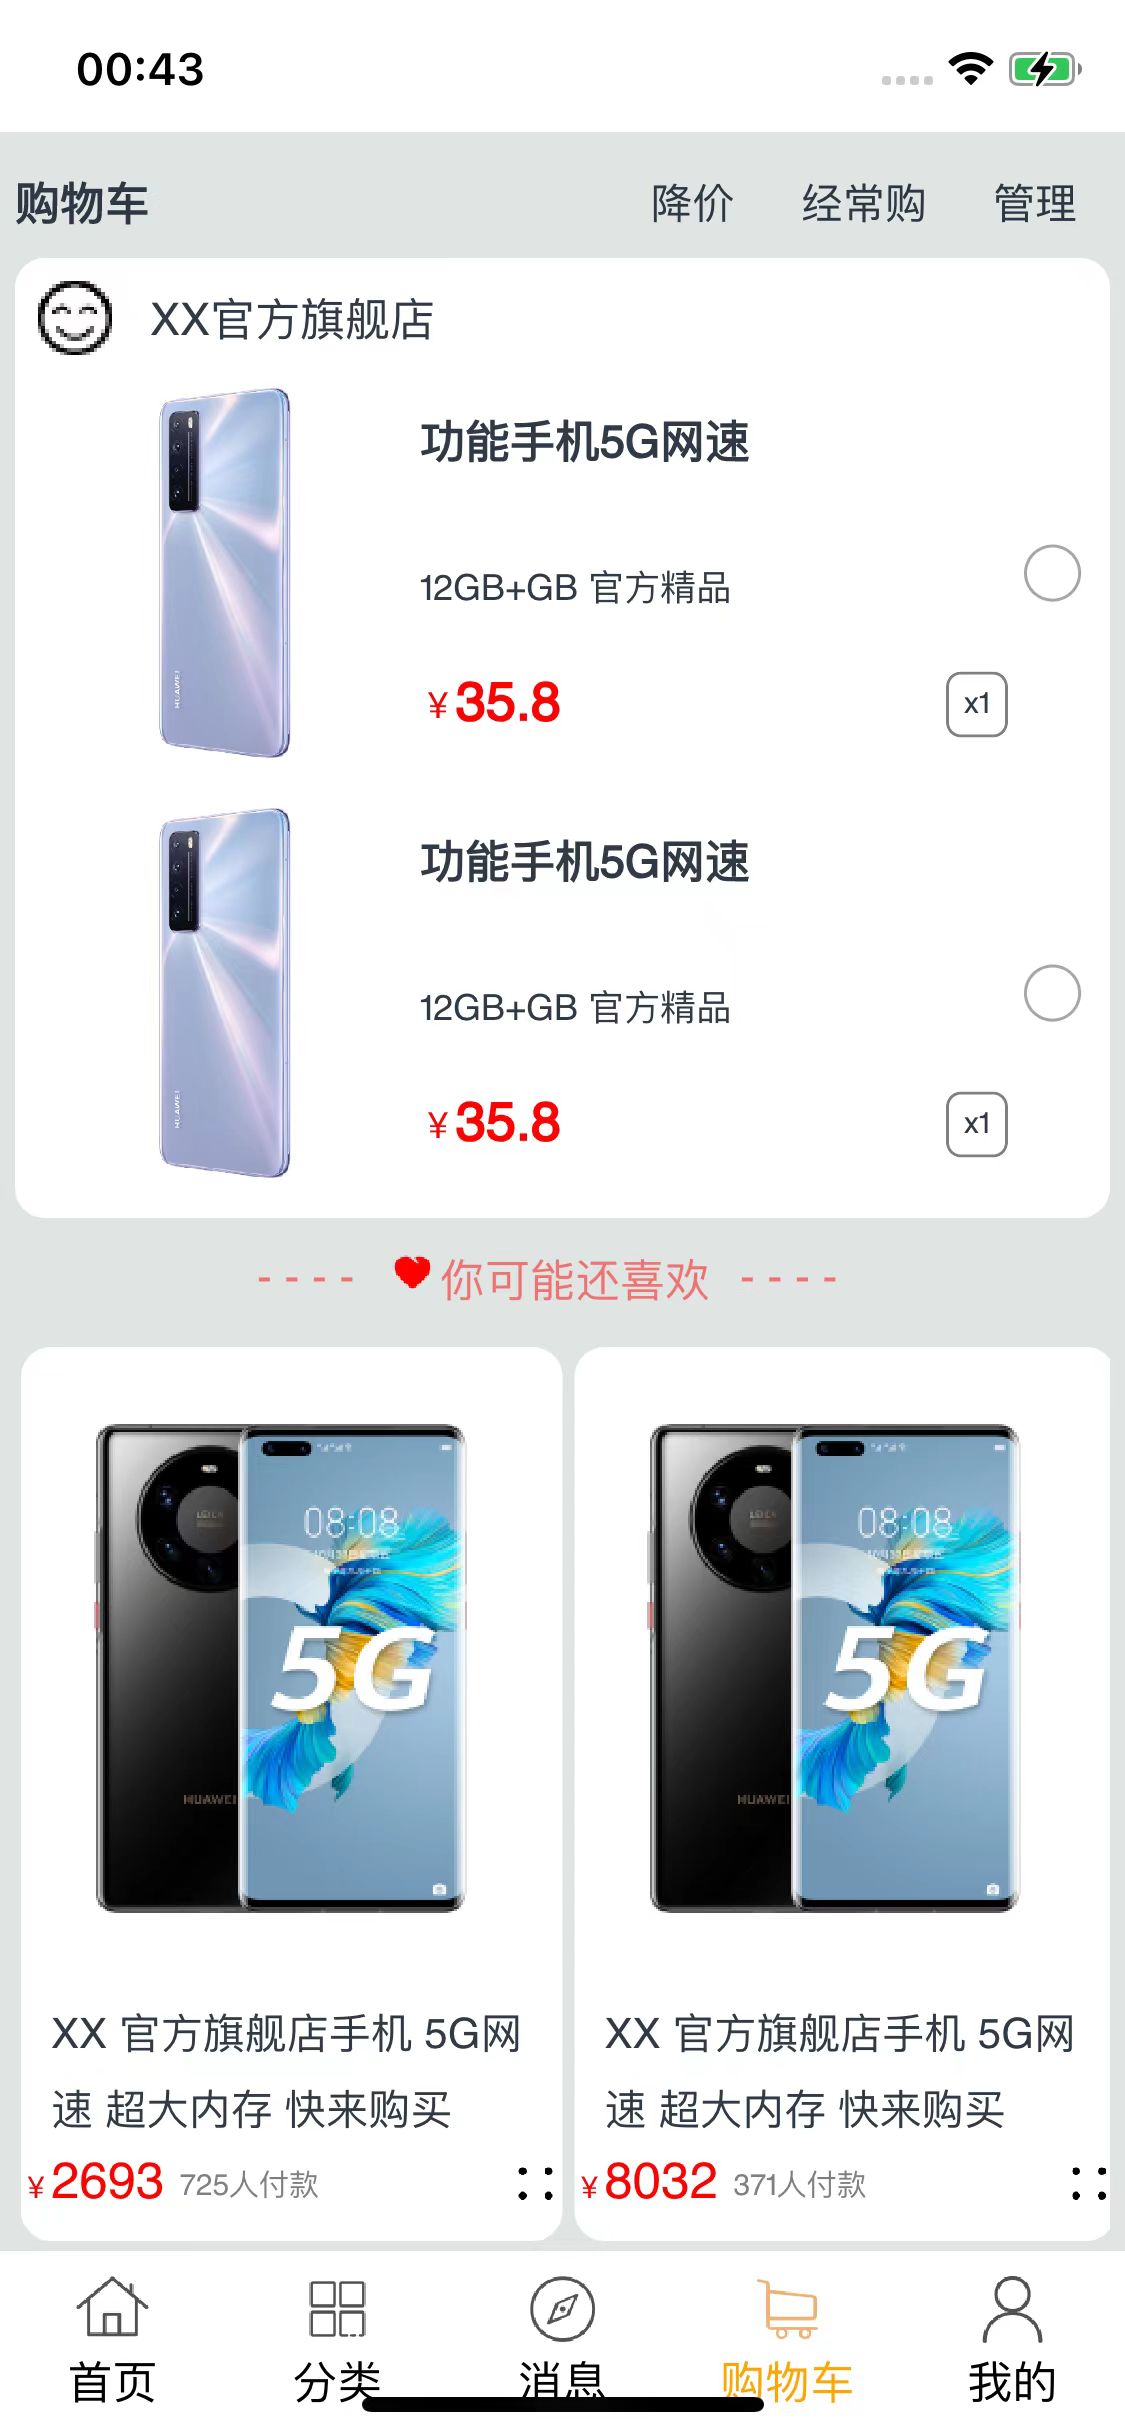 00:43
购物车 降价 经常购 管理
XX官方旗舰店
功能手机5G网速
12GB+GB 官方精品
¥35.8 x1
HUAWEI
功能手机5G网速
12GB+GB 官方精品
¥35.8 x1
HUAWEI
---- 你可能还喜欢 ----
08:08
08:08
LEICA
LEICA
5G
5G
HUAWEI
HUAWEI
XX 官方旗舰店手机 5G网
速 超大内存 快来购买
¥2693 725人付款
XX 官方旗舰店手机 5G网
速 超大内存 快来购买
¥8032 371人付款
首页 分类 消息 购物车 我的